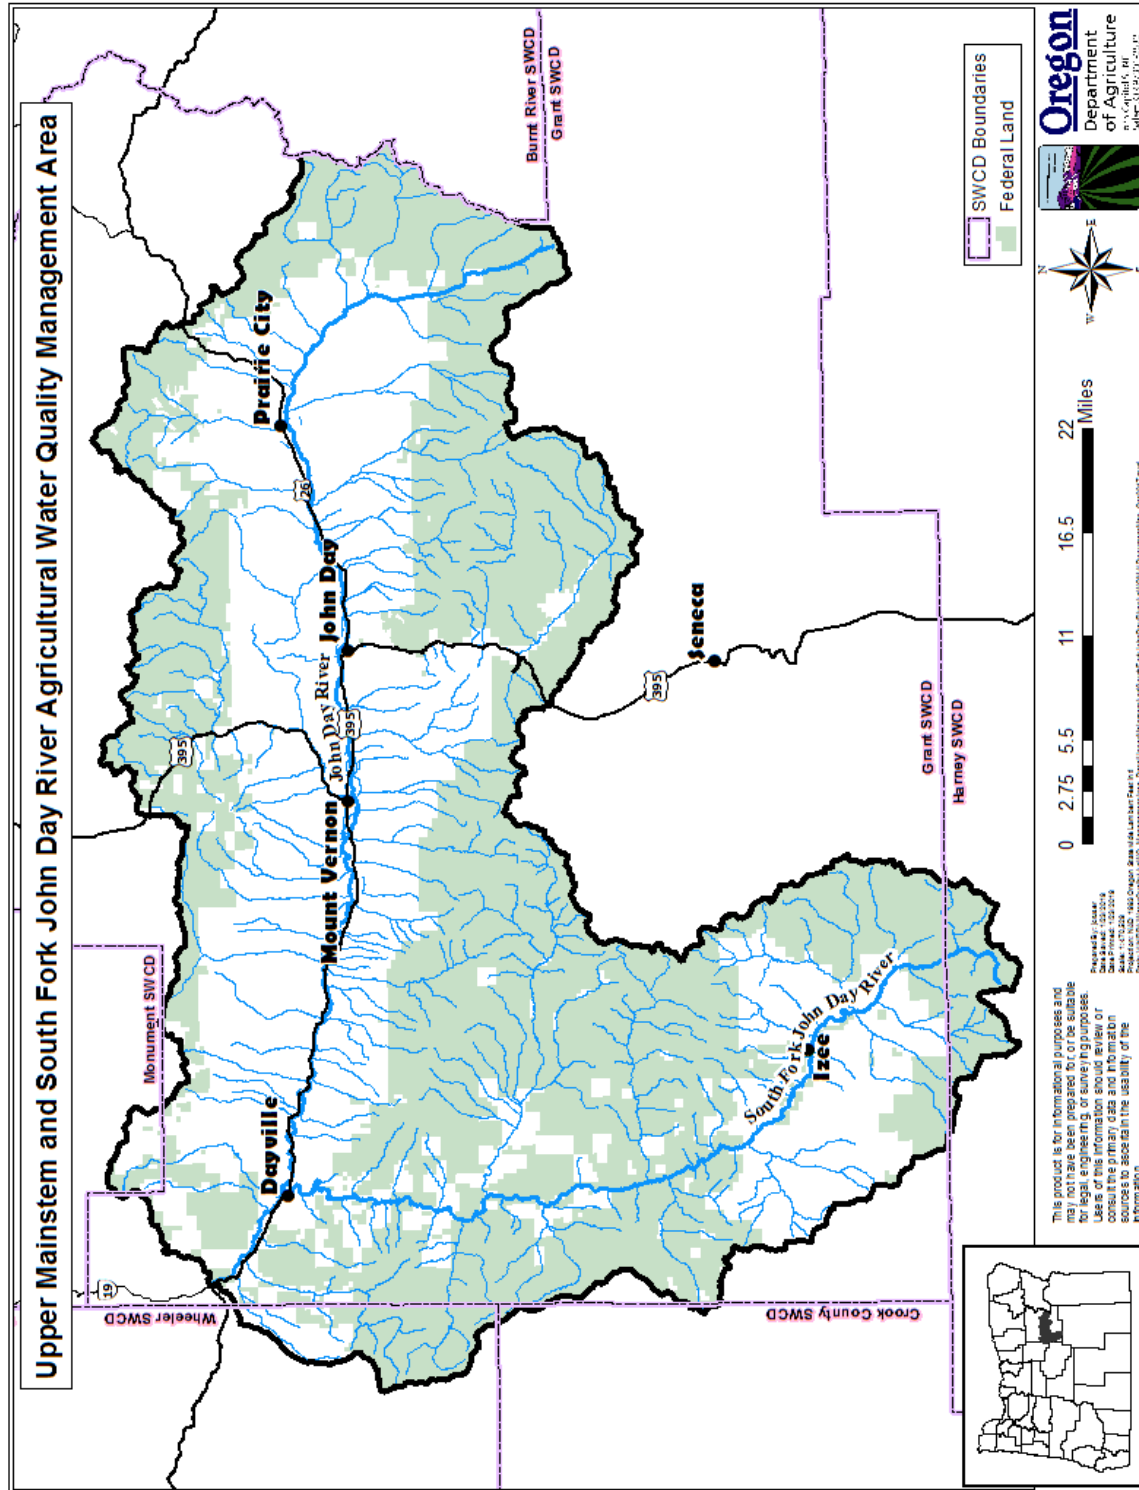 Upper Mainstem and South Fork John Day River Agricultural Water Quality Management Area
19
Wheeler SWCD
Monument SWCD
Burnt River SWCD
Grant SWCD
395
Prairie City
26
Dayville
Mount Vernon
John Day River
John Day
395
395
Seneca
South Fork John Day River
Izee
Crook County SWCD
Grant SWCD
Harney SWCD
SWCD Boundaries
Federal Land
This product is for informational purposes and
may not have been prepared for, or be suitable
for legal, engineering, or surveying purposes.
Users of this information should review or
consult the primary data and information
sources to ascertain the usability of the
information.
0 2.75 5.5 11 16.5 22
Miles
N
W
E
Oregon
Department
of Agriculture